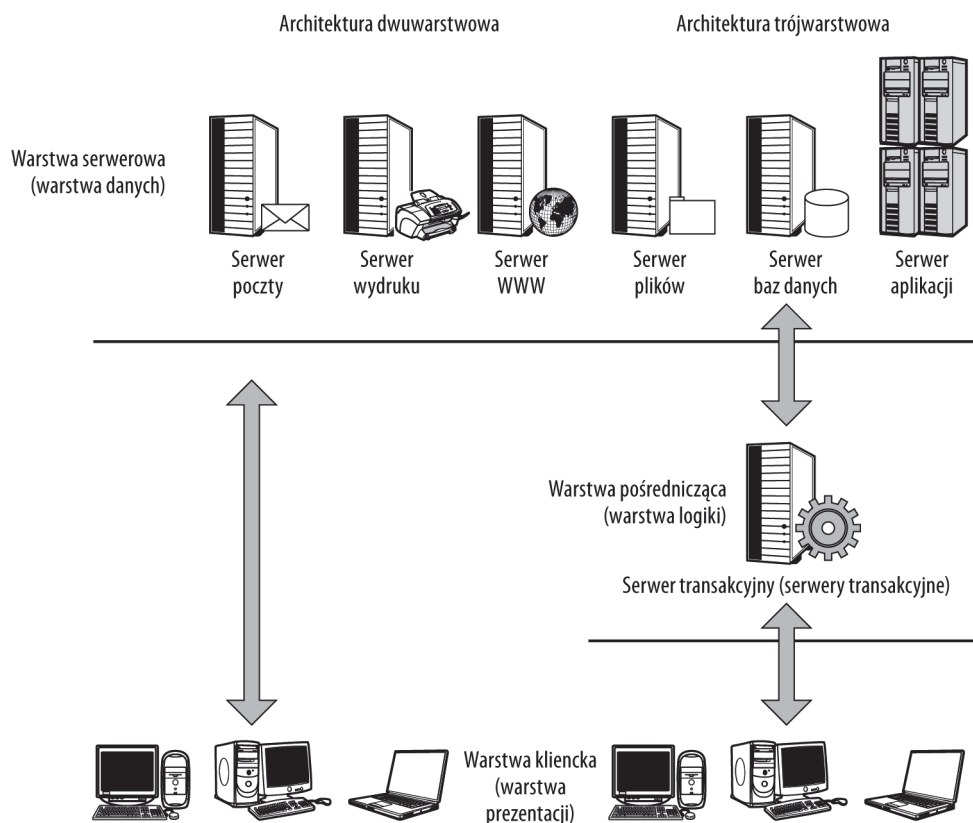 Architektura dwuwarstwowa
Architektura trójwarstwowa
Warstwa serwerowa
(warstwa danych)
Serwer
poczty
Serwer
wydruku
Serwer
WWW
Serwer
plików
Serwer
baz danych
Serwer
aplikacji
Warstwa pośrednicząca
(warstwa logiki)
Serwer transakcyjny (serwery transakcyjne)
Warstwa kliencka
(warstwa
prezentacji)